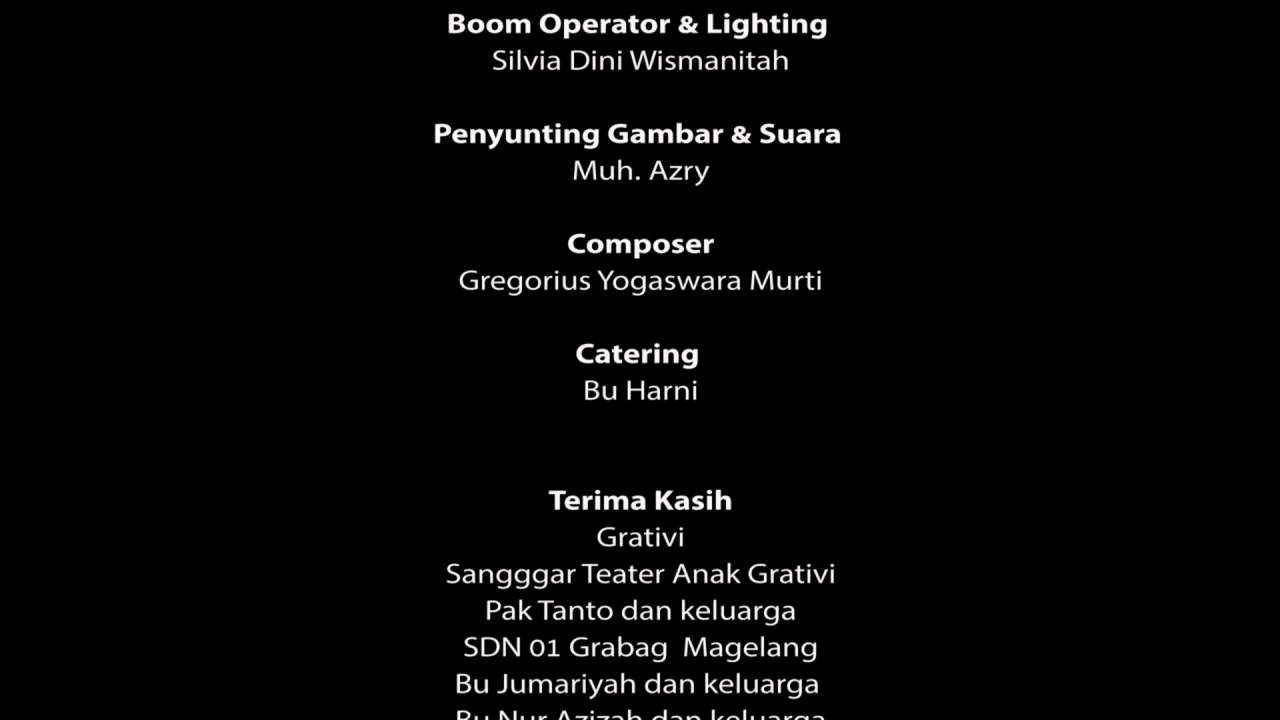 Boom Operator & Lighting
Silvia Dini Wismanitah
Penyunting Gambar & Suara
Muh. Azry
Composer
Gregorius Yogaswara Murti
Catering
Bu Harni
Terima Kasih
Grativi
Sangggar Teater Anak Grativi
Pak Tanto dan keluarga
SDN 01 Grabag  Magelang
Bu Jumariyah dan keluarga
Bu Nur Azizah dan keluarga